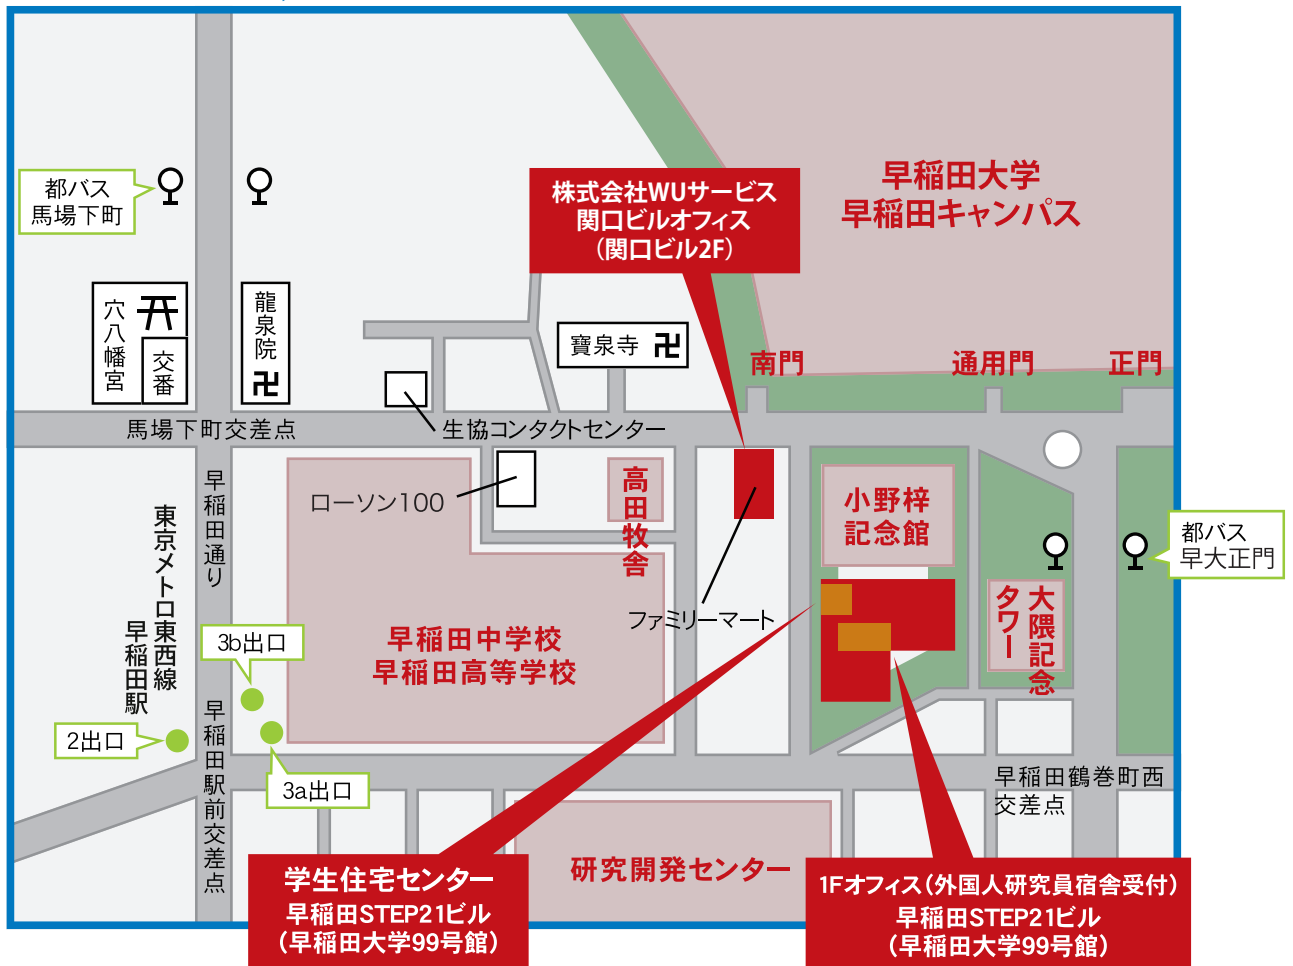 早稲田大学
早稲田キャンパス
都バス
馬場下町
株式会社WUサービス
関口ビルオフィス
（関口ビル2F）
穴八幡宮
交番
龍泉院
寶泉寺
南門
通用門
正門
馬場下町交差点
生協コンタクトセンター
早稲田通り
ローソン100
高田牧舎
小野梓
記念館
都バス
早大正門
東京メトロ東西線
早稲田駅
ファミリーマート
大隈記念
タワー
3b出口
早稲田中学校
早稲田高等学校
2出口
3a出口
早稲田駅前交差点
早稲田鶴巻町西
交差点
研究開発センター
学生住宅センター
早稲田STEP21ビル
（早稲田大学99号館）
1Fオフィス（外国人研究員宿舎受付）
早稲田STEP21ビル
（早稲田大学99号館）